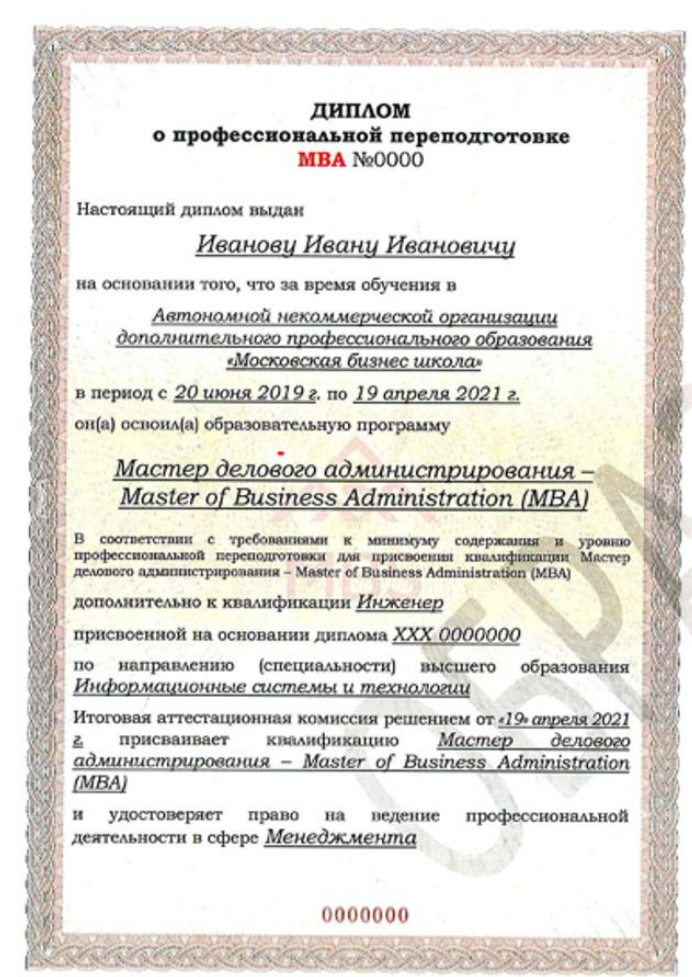 ДИПЛОМ
о профессиональной переподготовке
МВА №0000
Настоящий диплом выдан
Иванову Ивану Ивановичу
на основании того, что за время обучения в
Автономной некоммерческой организации
дополнительного профессионального образования
«Московская бизнес школа»
в период с 20 июня 2019 г. по 19 апреля 2021 г.
он(а) освоил(а) образовательную программу
Мастер делового администрирования –
Master of Business Administration (MBA)
В соответствии с требованиями к минимуму содержания и уровню
профессиональной переподготовки для присвоения квалификации Мастер
делового администрирования – Master of Business Administration (MBA)
дополнительно к квалификации Инженер
присвоенной на основании диплома XXX 0000000
по направлению (специальности) высшего образования
Информационные системы и технологии
Итоговая аттестационная комиссия решением от «19» апреля 2021
г. присваивает квалификацию Мастер делового
администрирования – Master of Business Administration
(MBA)
и удостоверяет право на ведение профессиональной
деятельности в сфере Менеджмента
0000000
ОБРА
MBS